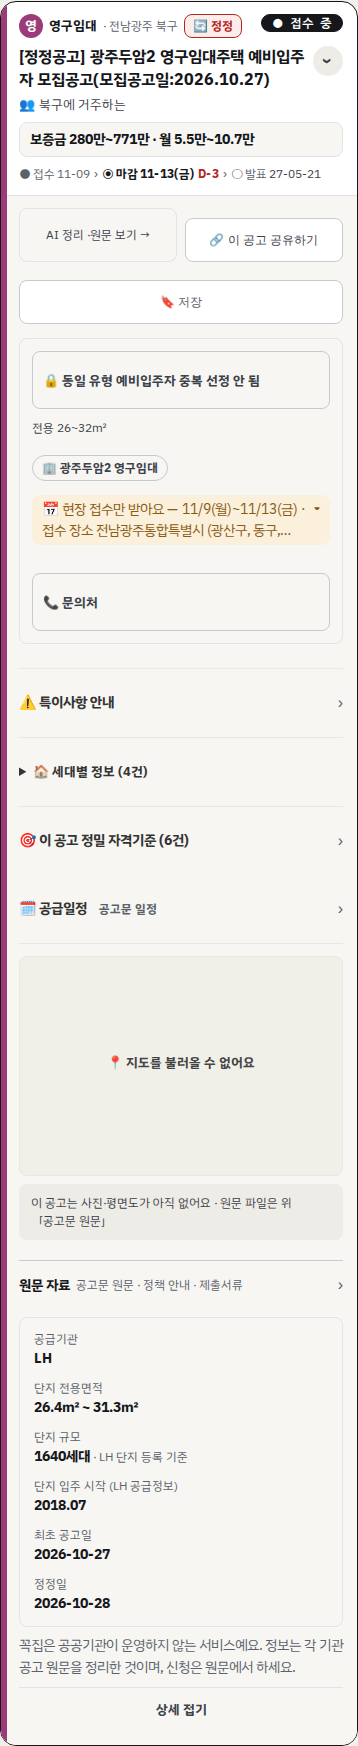 영 영구임대 · 전남광주 북구 🔄 정정 ● 접수 중
[정정공고] 광주두암2 영구임대주택 예비입주
자 모집공고(모집공고일:2026.10.27)
👥 북구에 거주하는
보증금 280만~771만 · 월 5.5만~10.7만
● 접수 11-09 › ◉ 마감 11-13(금) D-3 › ○ 발표 27-05-21
AI 정리 ·원문 보기 →
🔗 이 공고 공유하기
🔖 저장
🔒 동일 유형 예비입주자 중복 선정 안 됨
전용 26~32m²
🏢 광주두암2 영구임대
📅 현장 접수만 받아요 — 11/9(월)~11/13(금) ·
접수 장소 전남광주통합특별시 (광산구, 동구,...
📞 문의처
⚠️ 특이사항 안내 ›
▶ 🏠 세대별 정보 (4건)
🎯 이 공고 정밀 자격기준 (6건) ›
🗓️ 공급일정 공고문 일정 ›
📍 지도를 불러올 수 없어요
이 공고는 사진·평면도가 아직 없어요 · 원문 파일은 위
「공고문 원문」
원문 자료 공고문 원문 · 정책 안내 · 제출서류 ›
공급기관
LH
단지 전용면적
26.4m² ~ 31.3m²
단지 규모
1640세대 · LH 단지 등록 기준
단지 입주 시작 (LH 공급정보)
2018.07
최초 공고일
2026-10-27
정정일
2026-10-28
꼭집은 공공기관이 운영하지 않는 서비스예요. 정보는 각 기관
공고 원문을 정리한 것이며, 신청은 원문에서 하세요.
상세 접기